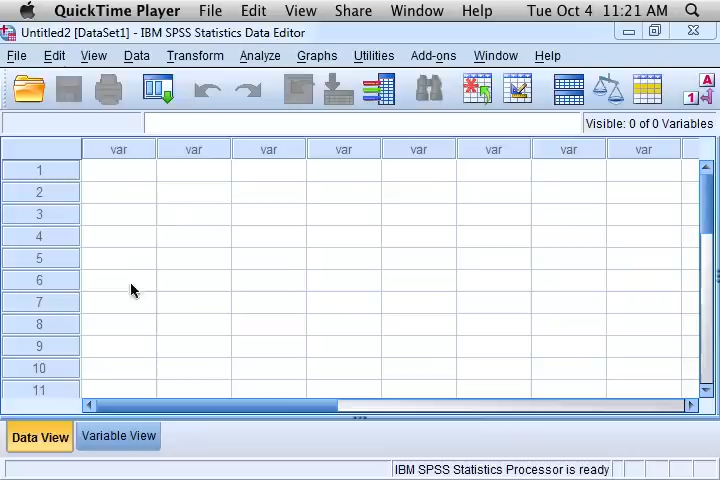 QuickTime Player File Edit View Share Window Help Tue Oct 4 11:21 AM
Untitled2 [DataSet1] - IBM SPSS Statistics Data Editor
File Edit View Data Transform Analyze Graphs Utilities Add-ons Window Help
A
1
Visible: 0 of 0 Variables
var var var var var var var var
1
2
3
4
5
6
7
8
9
10
11
Data View Variable View
IBM SPSS Statistics Processor is ready